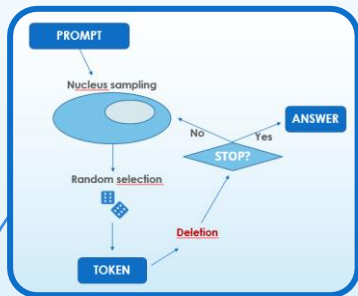 PROMPT
Nucleus sampling
No
Yes
ANSWER
STOP?
Random selection
Deletion
TOKEN